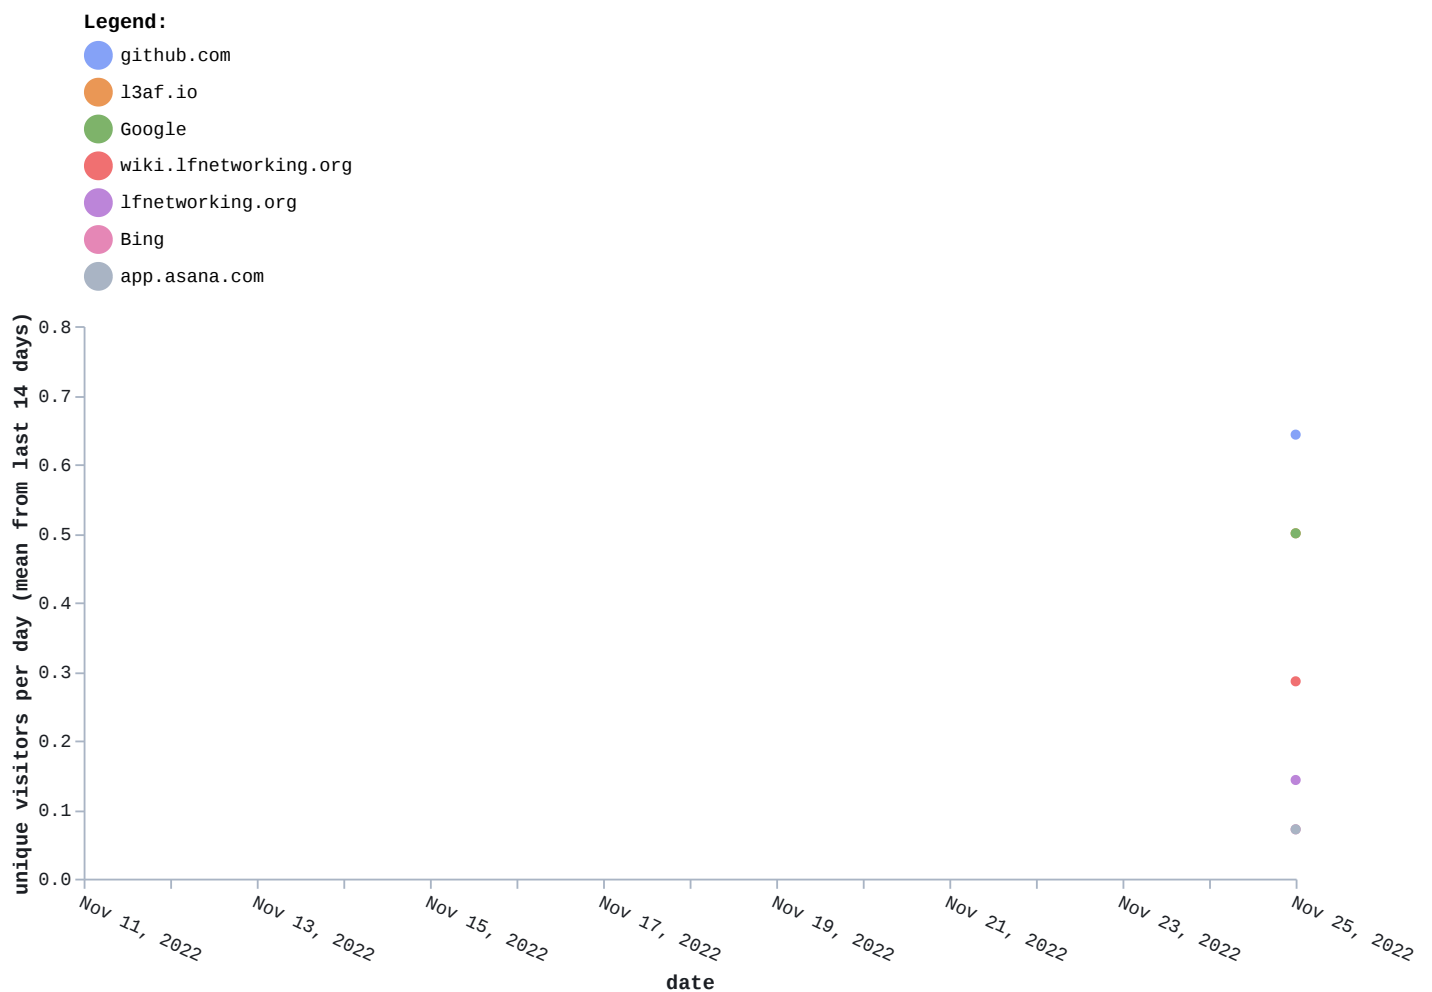 Legend:
github.com
l3af.io
Google
wiki.lfnetworking.org
lfnetworking.org
Bing
app.asana.com
unique visitors per day (mean from last 14 days)
0.8
0.7
0.6
0.5
0.4
0.3
0.2
0.1
0.0
Nov 11, 2022
Nov 13, 2022
Nov 15, 2022
Nov 17, 2022
Nov 19, 2022
Nov 21, 2022
Nov 23, 2022
Nov 25, 2022
date